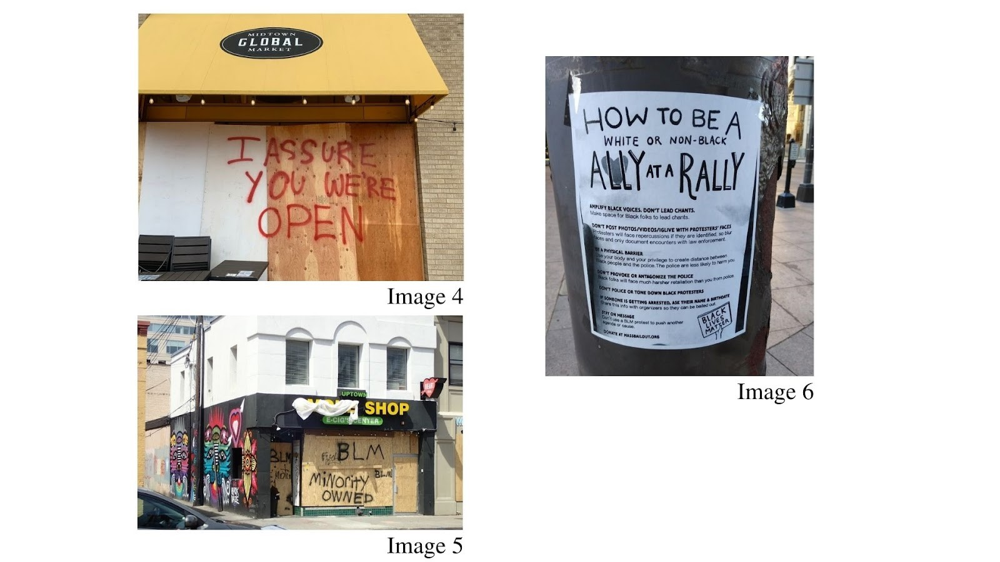 MIDTOWN
GLOBAL
MARKET
I ASSURE
YOU WE'RE
OPEN
Image 4
UPTOWN
SHOP
E-CIG'S CENTER
BLM
BLM
BLM
MINORITY
OWNED
Image 5
HOW TO BE A
WHITE OR NON-BLACK
ALLY AT A RALLY
AMPLIFY BLACK VOICES. DON'T LEAD CHANTS.
Make space for Black folks to lead chants.
DON'T POST PHOTOS/VIDEOS/IGLIVE WITH PROTESTERS' FACES
Protesters will face repercussions if they are identified, so blur
faces and only document encounters with law enforcement.
BE A PHYSICAL BARRIER
Use your body and your privilege to create distance between
Black people and the police. The police are less likely to harm you.
DON'T PROVOKE OR ANTAGONIZE THE POLICE
Black folks will face much harsher retaliation than you from police.
DON'T POLICE OR TONE DOWN BLACK PROTESTERS
IF SOMEONE IS GETTING ARRESTED, ASK THEIR NAME & BIRTHDATE
Share this info with organizers so they can be bailed out.
STAY ON MESSAGE
Don't use a BLM protest to push another
agenda or cause.
DONATE AT MASSBAILOUT.ORG
BLACK
LIVES
MATTER
Image 6